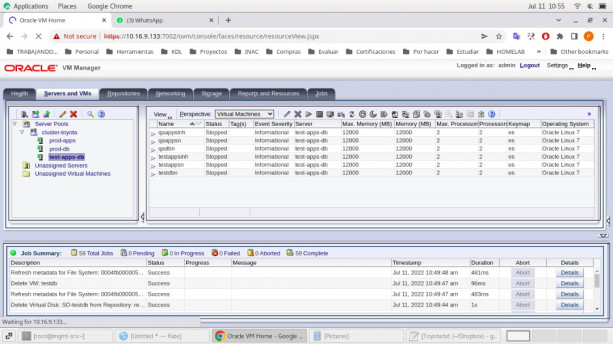 Applications Places Google Chrome Jul 11 10:55
Oracle VM Home
(3) WhatsApp
Not secure https://10.16.9.133:7002/ovm/console/faces/resource/resourceView.jspx
TRABAJANDO... Personal Herramientas KDL Proyectos INAC Compras Evaluar Certificaciones Por hacer Estudiar HOMELAB » Other bookmarks
ORACLE VM Manager
Logged in as: admin Logout Settings Help
Health Servers and VMs Repositories Networking Storage Reports and Resources Jobs
View Perspective: Virtual Machines
Server Pools
cluster-toyota
prod-apps
prod-db
test-apps-db
Unassigned Servers
Unassigned Virtual Machines
Name Status Tag(s) Event Severity Server Max. Memory (MB) Memory (MB) Max. Processors Processors Keymap Operating System
qaappsinh Stopped Informational test-apps-db 12000 12000 2 2 es Oracle Linux 7
qaappsn Stopped Informational test-apps-db 12000 12000 2 2 es Oracle Linux 7
qadbn Stopped Informational test-apps-db 12000 12000 2 2 es Oracle Linux 7
testappsinh Stopped Informational test-apps-db 12000 12000 2 2 es Oracle Linux 7
testappsn Stopped Informational test-apps-db 12000 12000 2 2 es Oracle Linux 7
testdbn Stopped Informational test-apps-db 12000 12000 2 2 es Oracle Linux 7
Job Summary: 59 Total Jobs 0 Pending 0 In Progress 0 Failed 0 Aborted 59 Complete
Description Status Progress Message Timestamp Duration Abort Details
Refresh metadata for File System: 0004fb000005... Success Jul 11, 2022 10:49:48 am 481ms Abort Details
Delete VM: testdb Success Jul 11, 2022 10:49:47 am 96ms Abort Details
Refresh metadata for File System: 0004fb000005... Success Jul 11, 2022 10:49:47 am 483ms Abort Details
Delete Virtual Disk: SO-testdb from Repository: re... Success Jul 11, 2022 10:49:44 am 1s Abort Details
Waiting for 10.16.9.133...
[root@mgmt-srv:~] [Untitled * — Kate] Oracle VM Home - Google ... [Pictures] [Toyota.txt (~/Dropbox) - g...